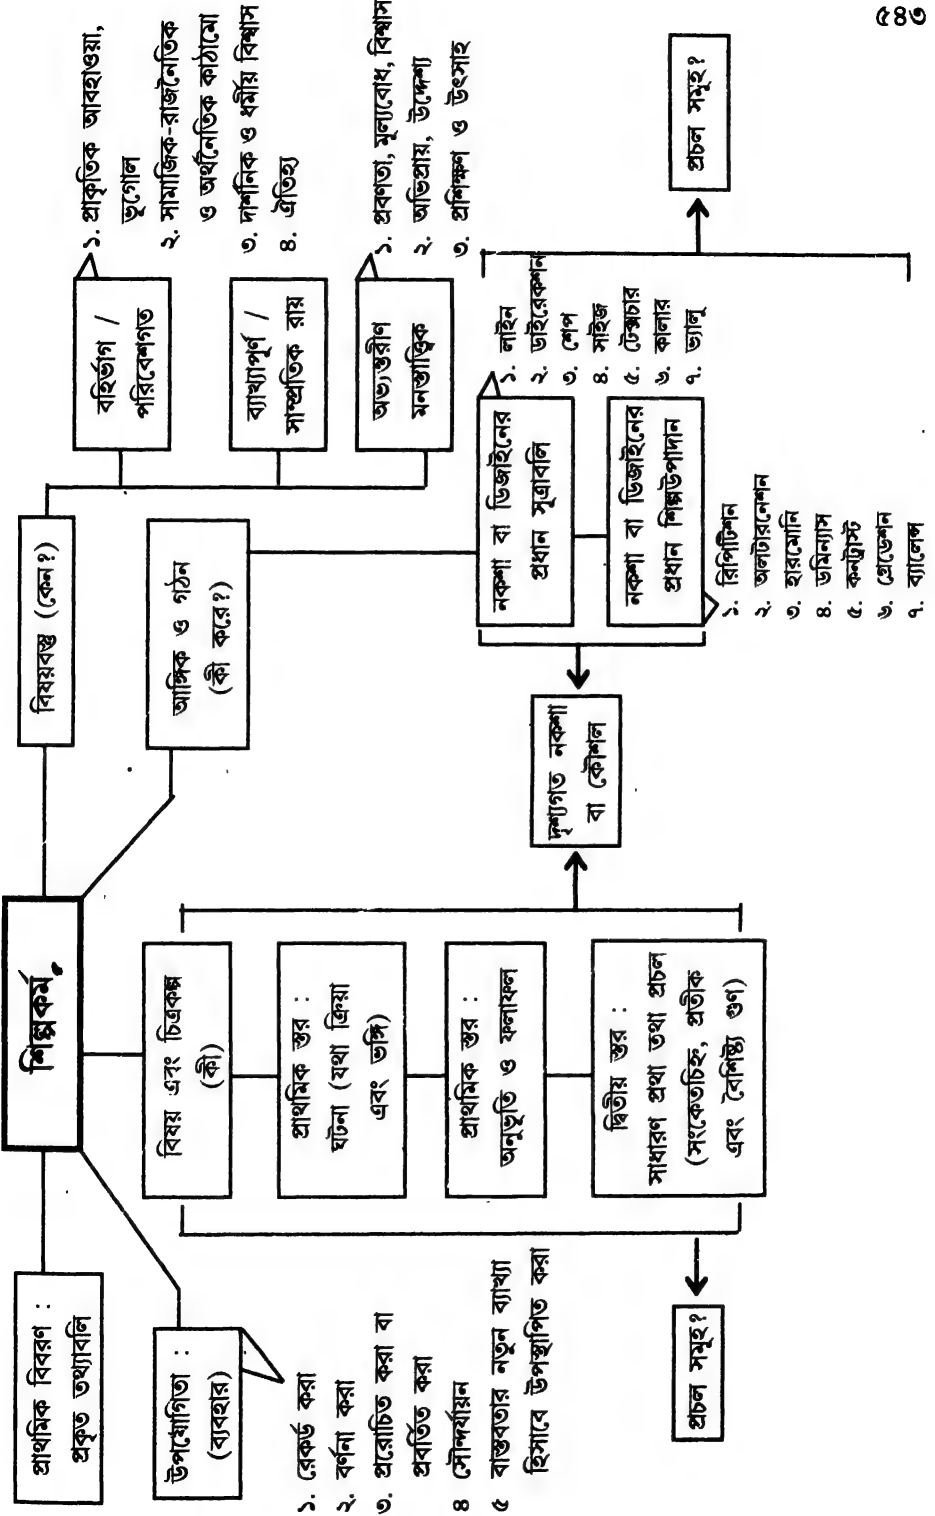 ৫৪৩
শিল্পকর্ম
প্রাথমিক বিবরণ :
প্রকৃত তথ্যাবলি
উপযোগিতা :
(ব্যবহার)
১. রেকর্ড করা
২. বর্ণনা করা
৩. প্ররোচিত করা বা
প্রবর্তিত করা
৪ সৌন্দর্যায়ন
৫ বাস্তবতার নতুন ব্যাখ্যা
হিসাবে উপস্থাপিত করা
বিষয় এবং চিত্রকল্প
(কী)
প্রাথমিক স্তর :
ঘটনা (যথা ক্রিয়া
এবং ভঙ্গি)
প্রাথমিক স্তর :
অনুভূতি ও ফলাফল
দ্বিতীয় স্তর :
সাধারণ প্রথা তথা প্রচল
(সংকেতচিহ্ন, প্রতীক
এবং বৈশিষ্ট্য গুণ)
প্রচল সমূহ?
দৃশ্যগত নকশা
বা কৌশল
বিষয়বস্তু (কেন?)
আঙ্গিক ও গঠন
(কী করে?)
বহির্ভাগ /
পরিবেশগত
১. প্রাকৃতিক আবহাওয়া,
ভূগোল
২. সামাজিক-রাজনৈতিক
ও অর্থনৈতিক কাঠামো
৩. দার্শনিক ও ধর্মীয় বিশ্বাস
৪. ঐতিহ্য
ব্যাখ্যাপূর্ণ /
সাম্প্রতিক রায়
অভ্যন্তরীণ
মনস্তাত্ত্বিক
১. প্রবণতা, মূল্যবোধ, বিশ্বাস
২. অভিপ্রায়, উদ্দেশ্য
৩. প্রশিক্ষণ ও উৎসাহ
নকশা বা ডিজাইনের
প্রধান সূত্রাবলি
১. লাইন
২. ডাইরেকশন
৩. শেপ
৪. সাইজ
৫. টেক্সচার
৬. কালার
৭. ভ্যালু
নকশা বা ডিজাইনের
প্রধান শিল্পউপাদান
১. রিপিটিশন
২. অলটারনেশন
৩. হারমোনি
৪. ডমিন্যাস
৫. কনট্রাস্ট
৬. গ্রেডেশন
৭. ব্যালেন্স
প্রচল সমূহ?